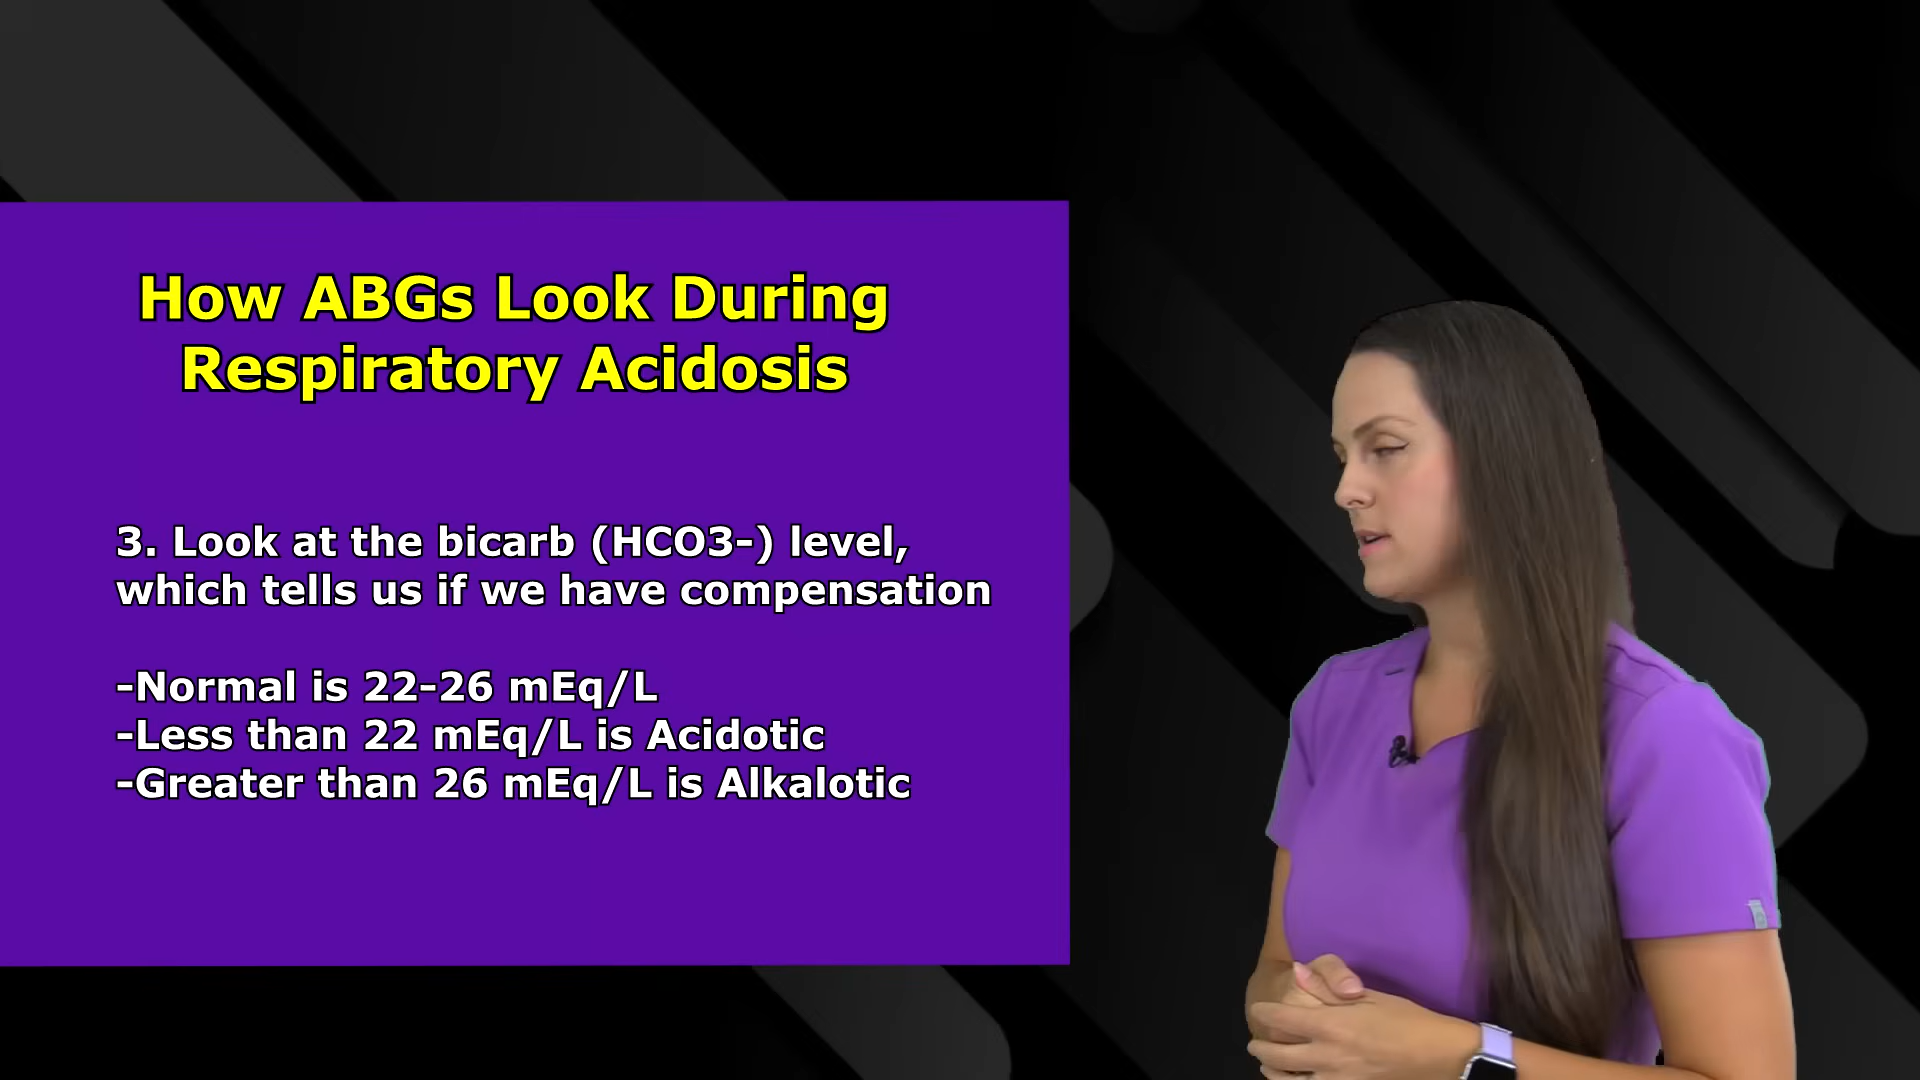 How ABGs Look During
Respiratory Acidosis
3. Look at the bicarb (HCO3-) level,
which tells us if we have compensation
-Normal is 22-26 mEq/L
-Less than 22 mEq/L is Acidotic
-Greater than 26 mEq/L is Alkalotic